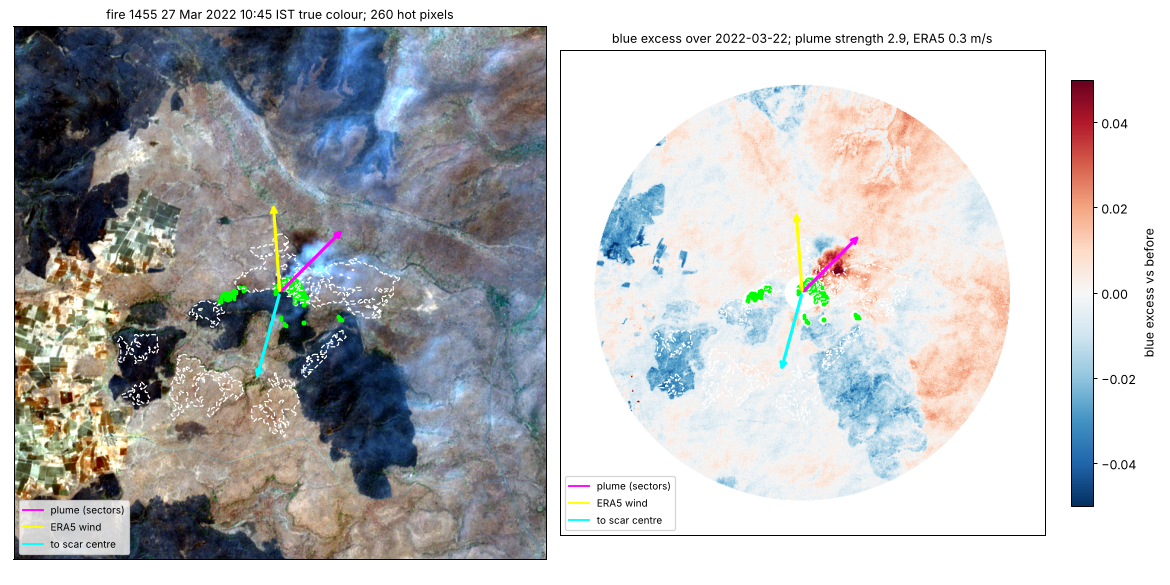 fire 1455 27 Mar 2022 10:45 IST true colour; 260 hot pixels
plume (sectors)
ERA5 wind
to scar centre
blue excess over 2022-03-22; plume strength 2.9, ERA5 0.3 m/s
plume (sectors)
ERA5 wind
to scar centre
0.04
0.02
0.00
−0.02
−0.04
blue excess vs before